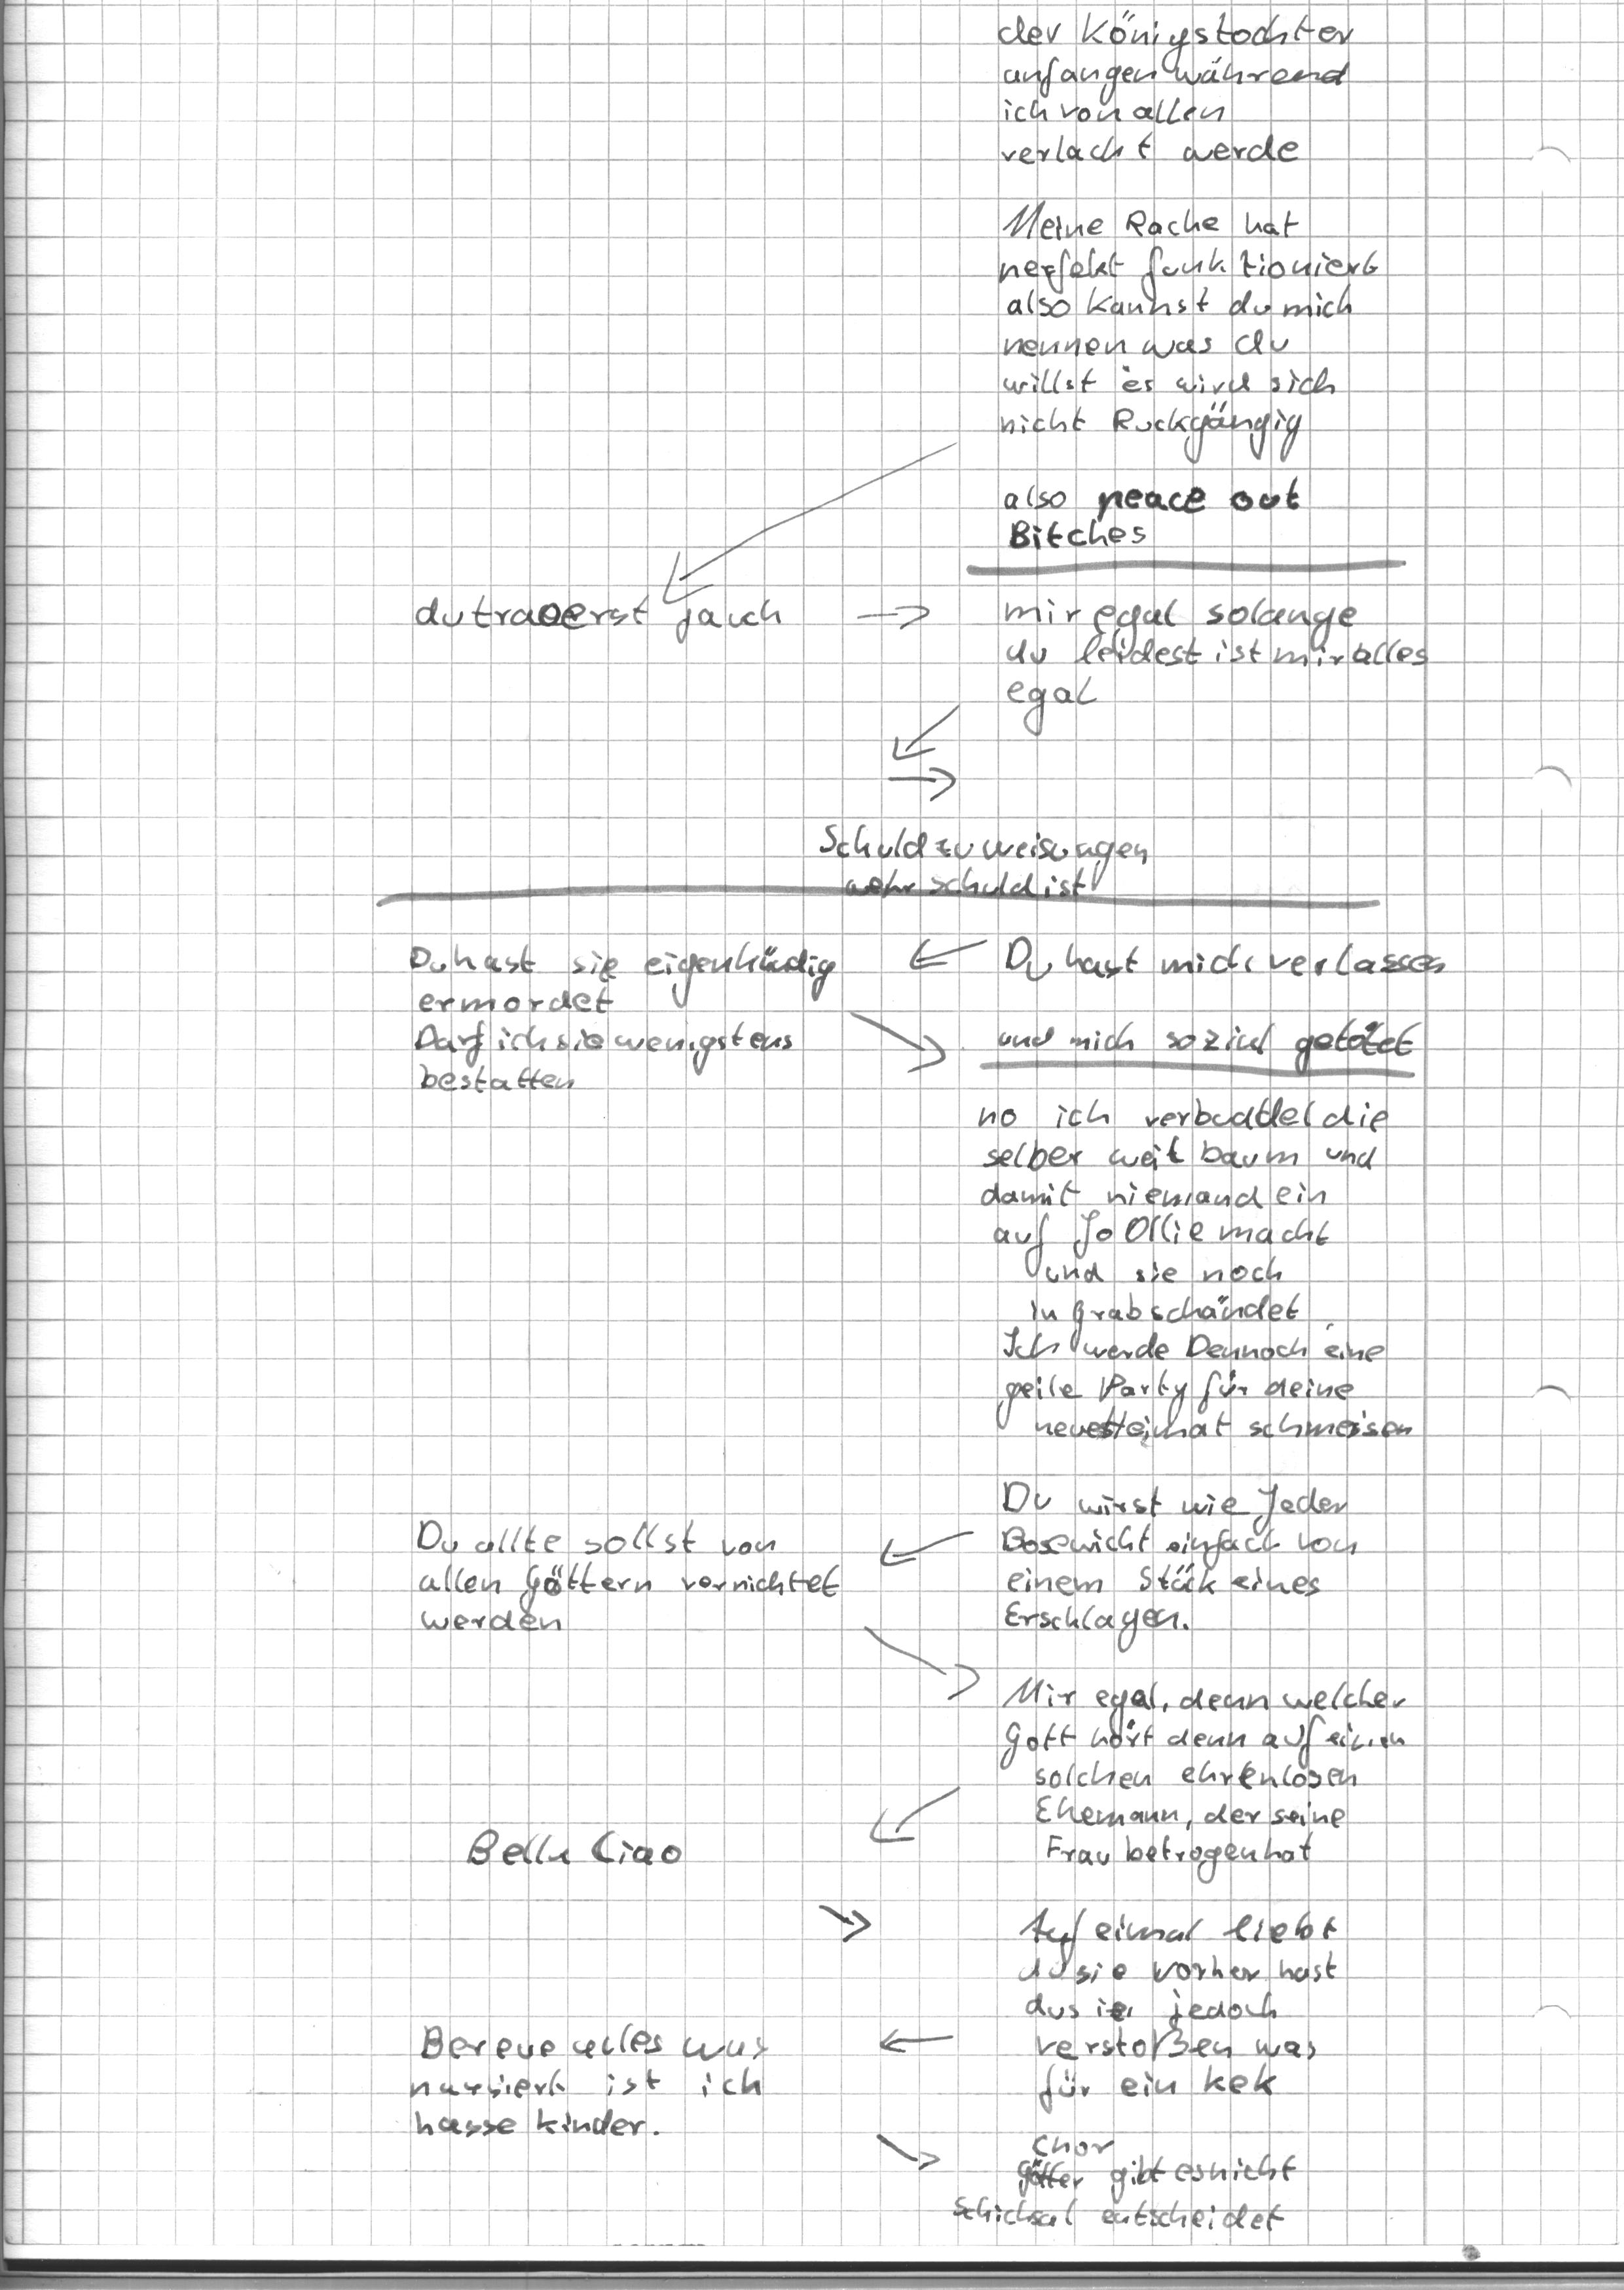 der Königstochter
anfangen während
ich von allen
verlacht werde
Meine Rache hat
perfekt funktioniert
also kannst du mich
nennen was du
willst es wird sich
nicht Ruckgängig
also peace out
Bitches
du trauerst ja auch
mir egal solange
du leidest ist mir alles
egal
Schuldzuweisungen
wehr schuld ist
Du hast mich verlassen
und mich sozial getötet
Du hast sie eigenhädig
ermordet
Darf ich sie wenigstens
bestatten
no ich verbuddel die
selber weit baum und
damit niemand ein
auf Jo Ollie macht
und sie noch
in grabschändet
Ich werde Dennoch eine
geile Party für deine
schmeisen
Du wirst wie Jeder
Bosewicht einfach von
einem Stück eines
Erschlagen.
Du allte sollst von
allen Göttern vernichtet
werden
Mir egal, denn welcher
Gott hört denn auf einen
solchen ehrenlosen
Ehemann, der seine
Frau betrogen hat
Bella Ciao
Auf einmal liebt
du sie vorher hast
du sie jedoch
verstoßen was
für ein kek
Bereue alles was
passiert ist ich
hasse kinder.
Chor
Götter gibt es nicht
Schicksal entscheidet